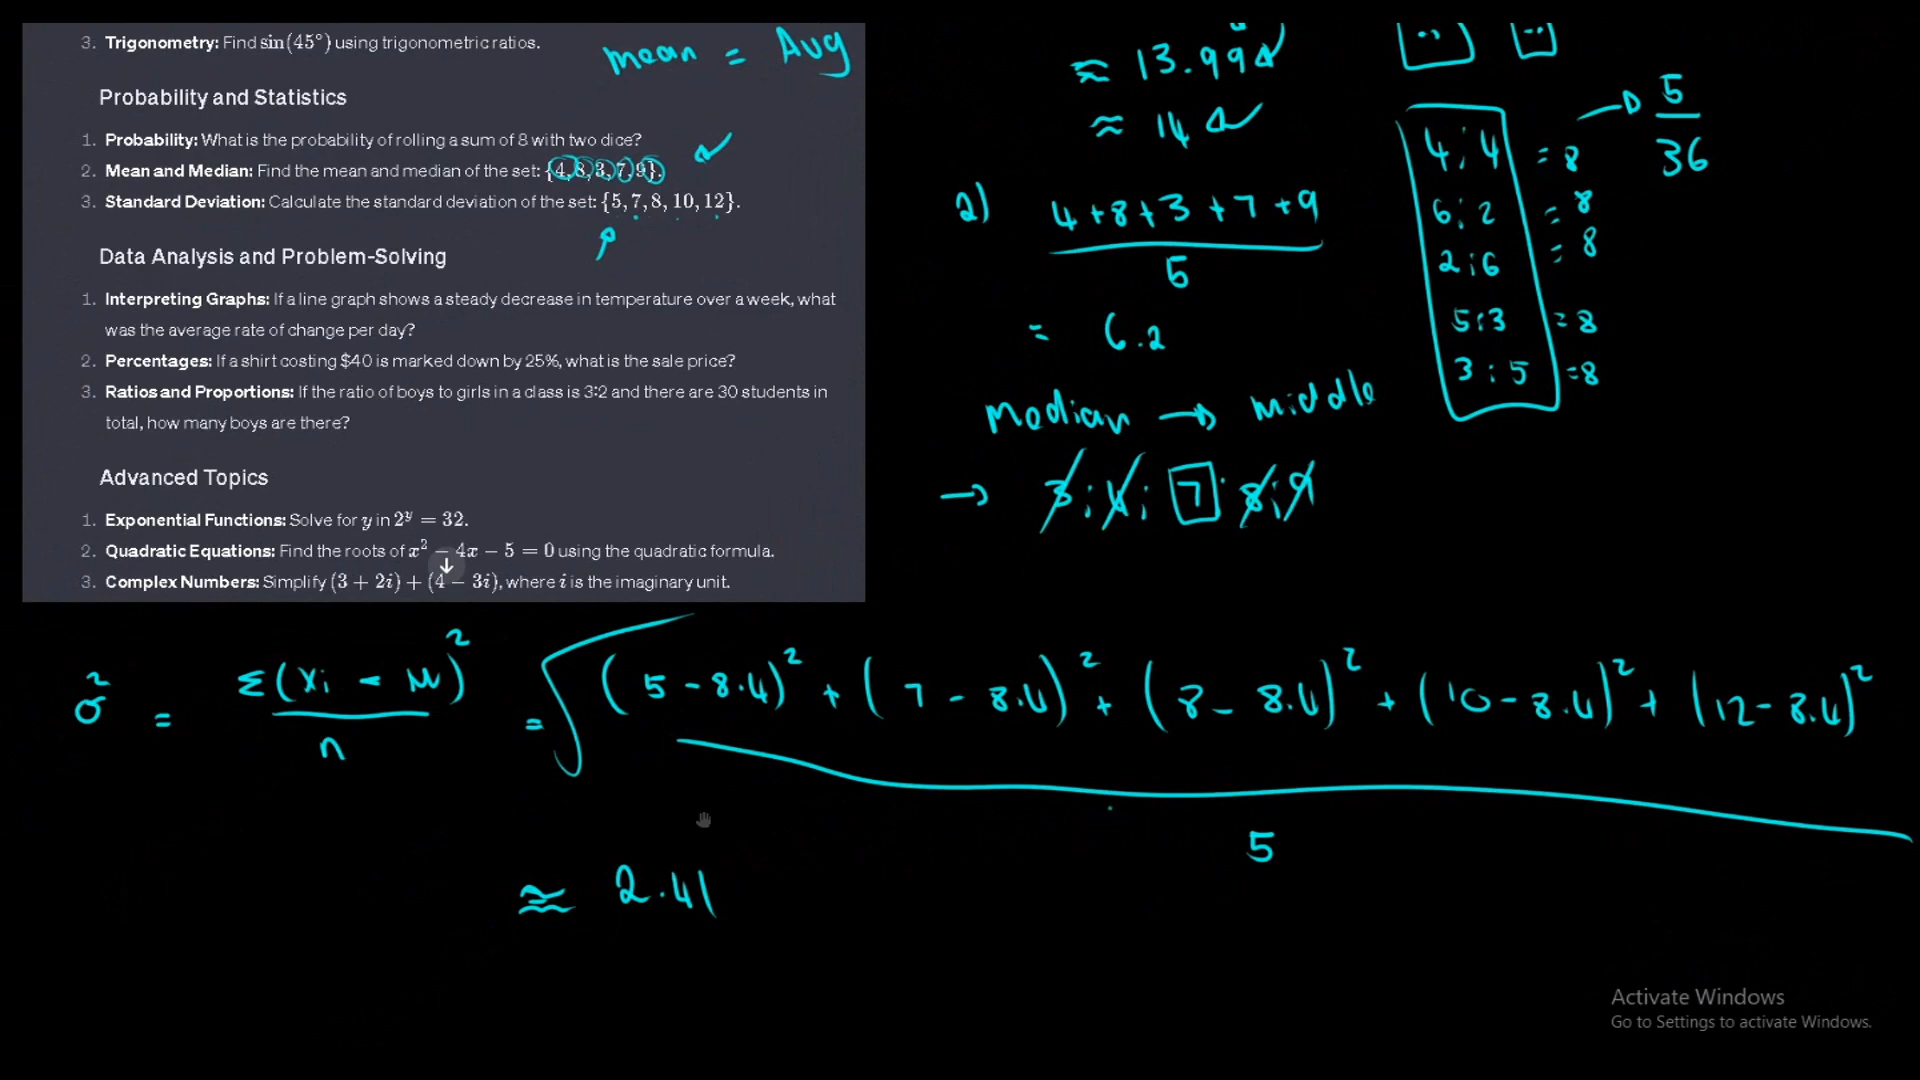 3. Trigonometry: Find sin(45°) using trigonometric ratios.
mean = Avg
Probability and Statistics
1. Probability: What is the probability of rolling a sum of 8 with two dice?
2. Mean and Median: Find the mean and median of the set: {4, 8, 3, 7, 9}.
3. Standard Deviation: Calculate the standard deviation of the set: {5, 7, 8, 10, 12}.
Data Analysis and Problem-Solving
1. Interpreting Graphs: If a line graph shows a steady decrease in temperature over a week, what
was the average rate of change per day?
2. Percentages: If a shirt costing $40 is marked down by 25%, what is the sale price?
3. Ratios and Proportions: If the ratio of boys to girls in a class is 3:2 and there are 30 students in
total, how many boys are there?
Advanced Topics
1. Exponential Functions: Solve for y in 2^y = 32.
2. Quadratic Equations: Find the roots of x² − 4x − 5 = 0 using the quadratic formula.
3. Complex Numbers: Simplify (3 + 2i) + (4 − 3i), where i is the imaginary unit.
≈ 13.99
≈ 14
2) 4+8+3+7+9
5
= 6.2
Median → middle
→ 3; 4; 7; 8; 9
4; 4 = 8
6; 2 = 8
2; 6 = 8
5; 3 = 8
3; 5 = 8
→ 5
36
σ² = Σ(xi - μ)² / n = √(5-8.4)² + (7-8.4)² + (8-8.4)² + (10-8.4)² + (12-8.4)²
5
≈ 2.41
Activate Windows
Go to Settings to activate Windows.